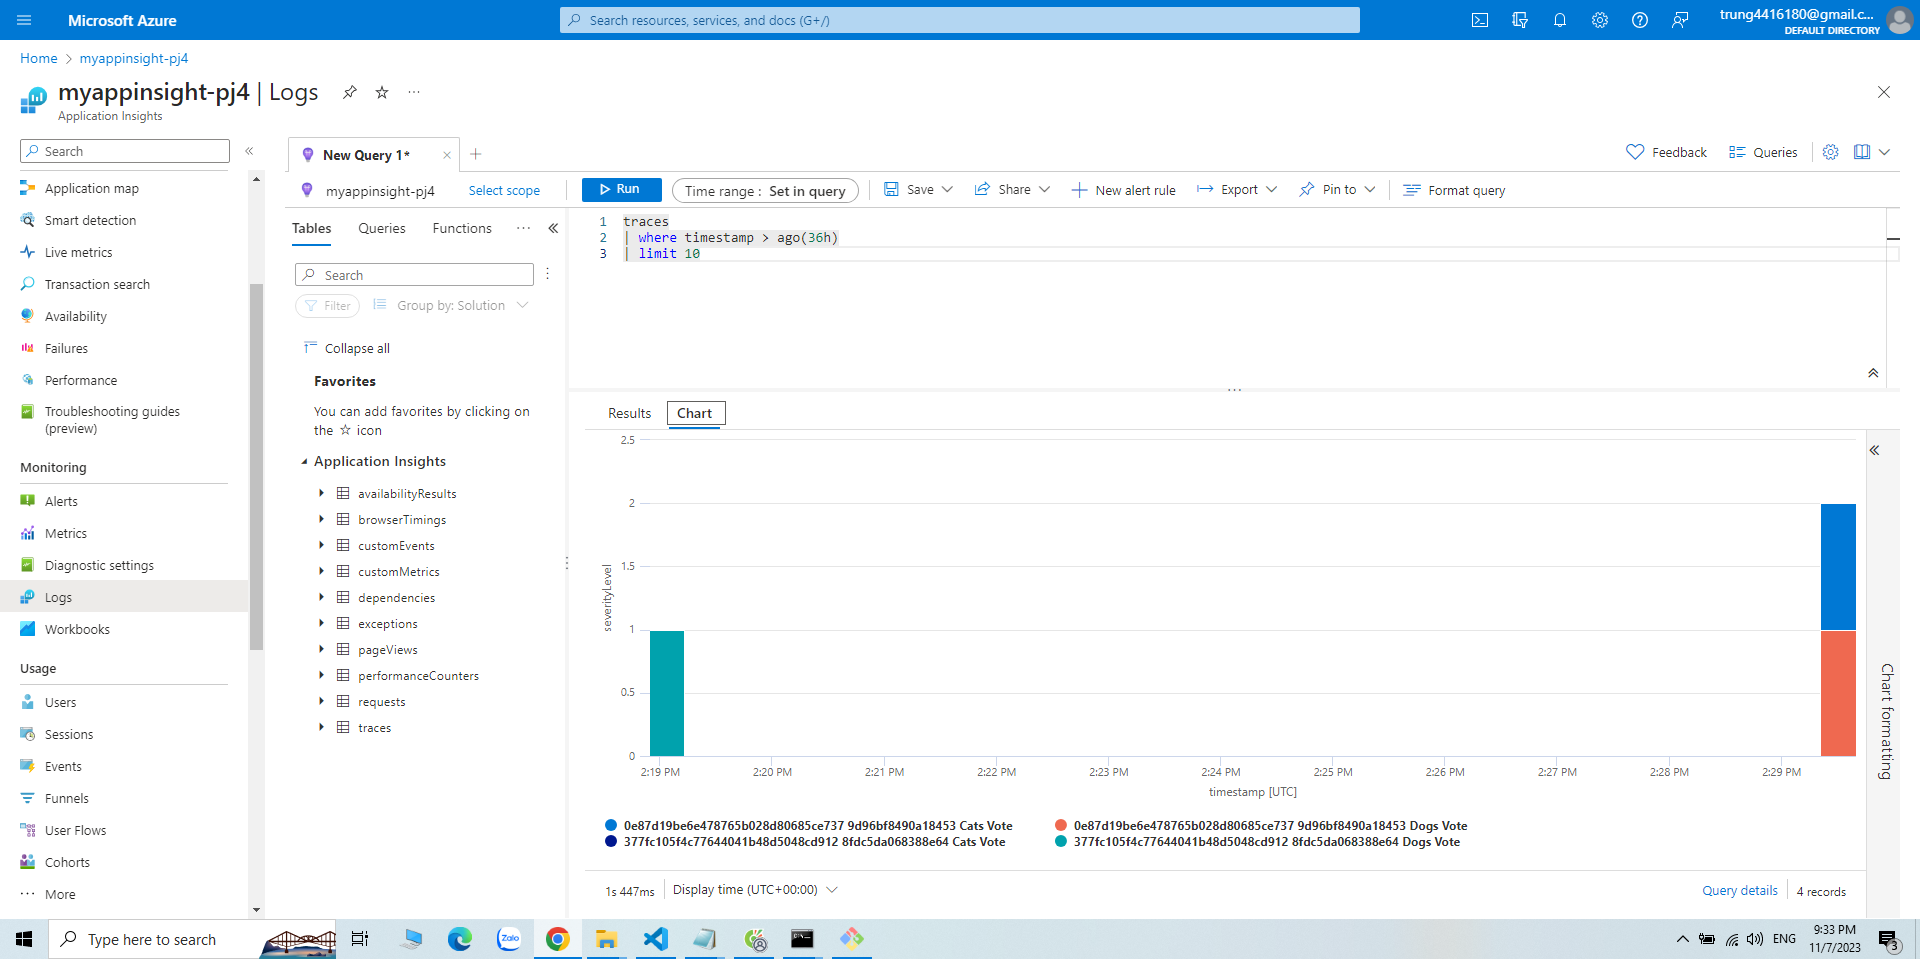 Microsoft Azure
Search resources, services, and docs (G+/)
trung4416180@gmail.c...
DEFAULT DIRECTORY
Home > myappinsight-pj4
myappinsight-pj4 | Logs
Application Insights
Search
Application map
Smart detection
Live metrics
Transaction search
Availability
Failures
Performance
Troubleshooting guides
(preview)
Monitoring
Alerts
Metrics
Diagnostic settings
Logs
Workbooks
Usage
Users
Sessions
Events
Funnels
User Flows
Cohorts
More
New Query 1*
Feedback
Queries
myappinsight-pj4
Select scope
Run
Time range : Set in query
Save
Share
New alert rule
Export
Pin to
Format query
Tables
Queries
Functions
Search
Filter
Group by: Solution
Collapse all
Favorites
You can add favorites by clicking on
the ☆ icon
Application Insights
availabilityResults
browserTimings
customEvents
customMetrics
dependencies
exceptions
pageViews
performanceCounters
requests
traces
1 traces
2 | where timestamp > ago(36h)
3 | limit 10
Results
Chart
2.5
2
1.5
1
0.5
0
severityLevel
2:19 PM 2:20 PM 2:21 PM 2:22 PM 2:23 PM 2:24 PM 2:25 PM 2:26 PM 2:27 PM 2:28 PM 2:29 PM
timestamp [UTC]
0e87d19be6e478765b028d80685ce737 9d96bf8490a18453 Cats Vote
0e87d19be6e478765b028d80685ce737 9d96bf8490a18453 Dogs Vote
377fc105f4c77644041b48d5048cd912 8fdc5da068388e64 Cats Vote
377fc105f4c77644041b48d5048cd912 8fdc5da068388e64 Dogs Vote
Chart formatting
1s 447ms
Display time (UTC+00:00)
Query details
4 records
Type here to search
Zalo
ENG
9:33 PM
11/7/2023
3